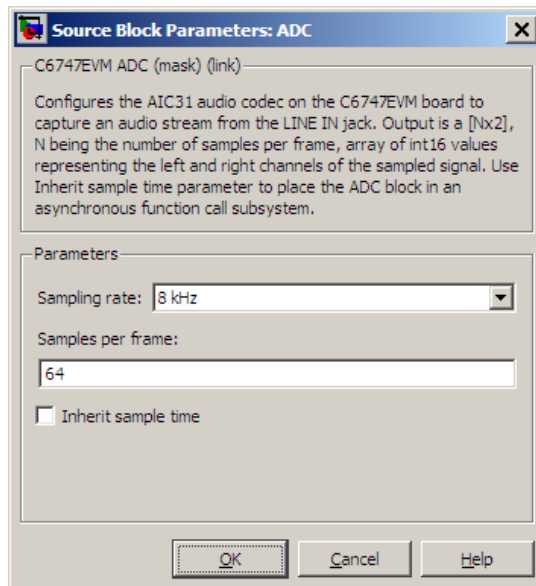 Source Block Parameters: ADC
C6747EVM ADC (mask) (link)
Configures the AIC31 audio codec on the C6747EVM board to
capture an audio stream from the LINE IN jack. Output is a [Nx2],
N being the number of samples per frame, array of int16 values
representing the left and right channels of the sampled signal. Use
Inherit sample time parameter to place the ADC block in an
asynchronous function call subsystem.
Parameters
Sampling rate: 8 kHz
Samples per frame:
64
Inherit sample time
OK Cancel Help